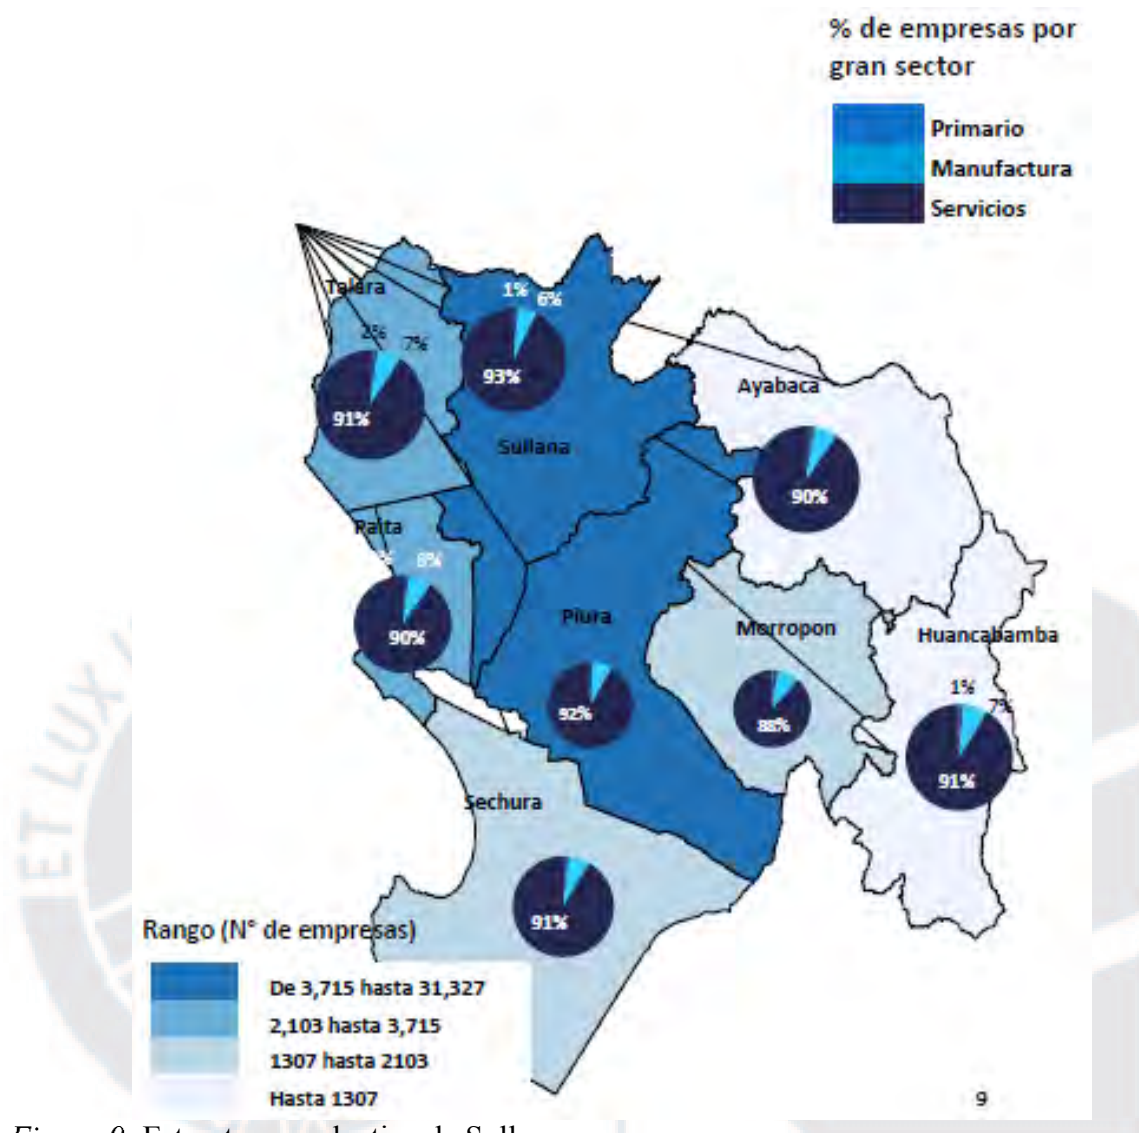 % de empresas por
gran sector
Primario
Manufactura
Servicios
Talara
1% 6%
2% 7%
93%
Ayabaca
91%
Sullana
90%
Paita
8%
Piura
Morropon
Huancabamba
90%
1%
7%
92%
88%
91%
Sechura
91%
Rango (N° de empresas)
De 3,715 hasta 31,327
2,103 hasta 3,715
1307 hasta 2103
Hasta 1307
9
ET LUX